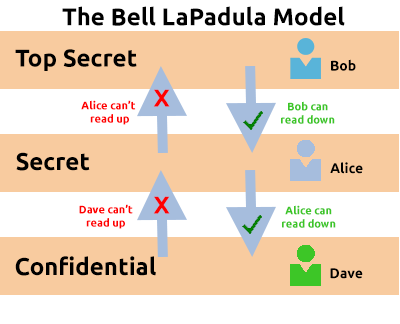 The Bell LaPadula Model
Top Secret
Bob
Alice can't
read up
X
Bob can
read down
Secret
Alice
Dave can't
read up
X
Alice can
read down
Confidential
Dave